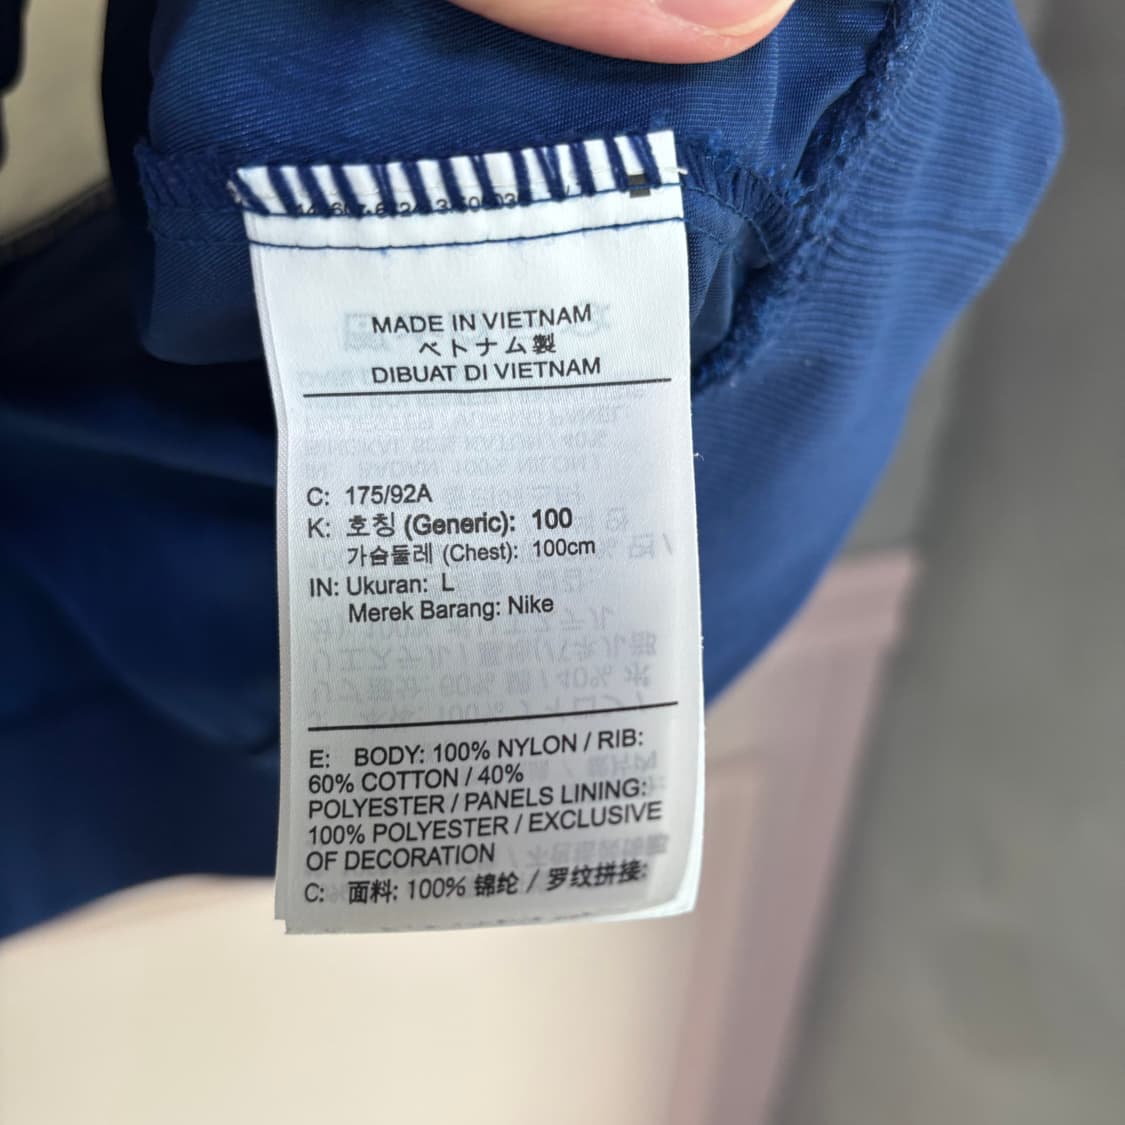 MADE IN VIETNAM
ベトナム製
DIBUAT DI VIETNAM
C: 175/92A
K: 호칭 (Generic): 100
가슴둘레 (Chest): 100cm
IN: Ukuran: L
Merek Barang: Nike
E: BODY: 100% NYLON / RIB:
60% COTTON / 40%
POLYESTER / PANELS LINING:
100% POLYESTER / EXCLUSIVE
OF DECORATION
C: 面料: 100% 锦纶 / 罗纹拼接: